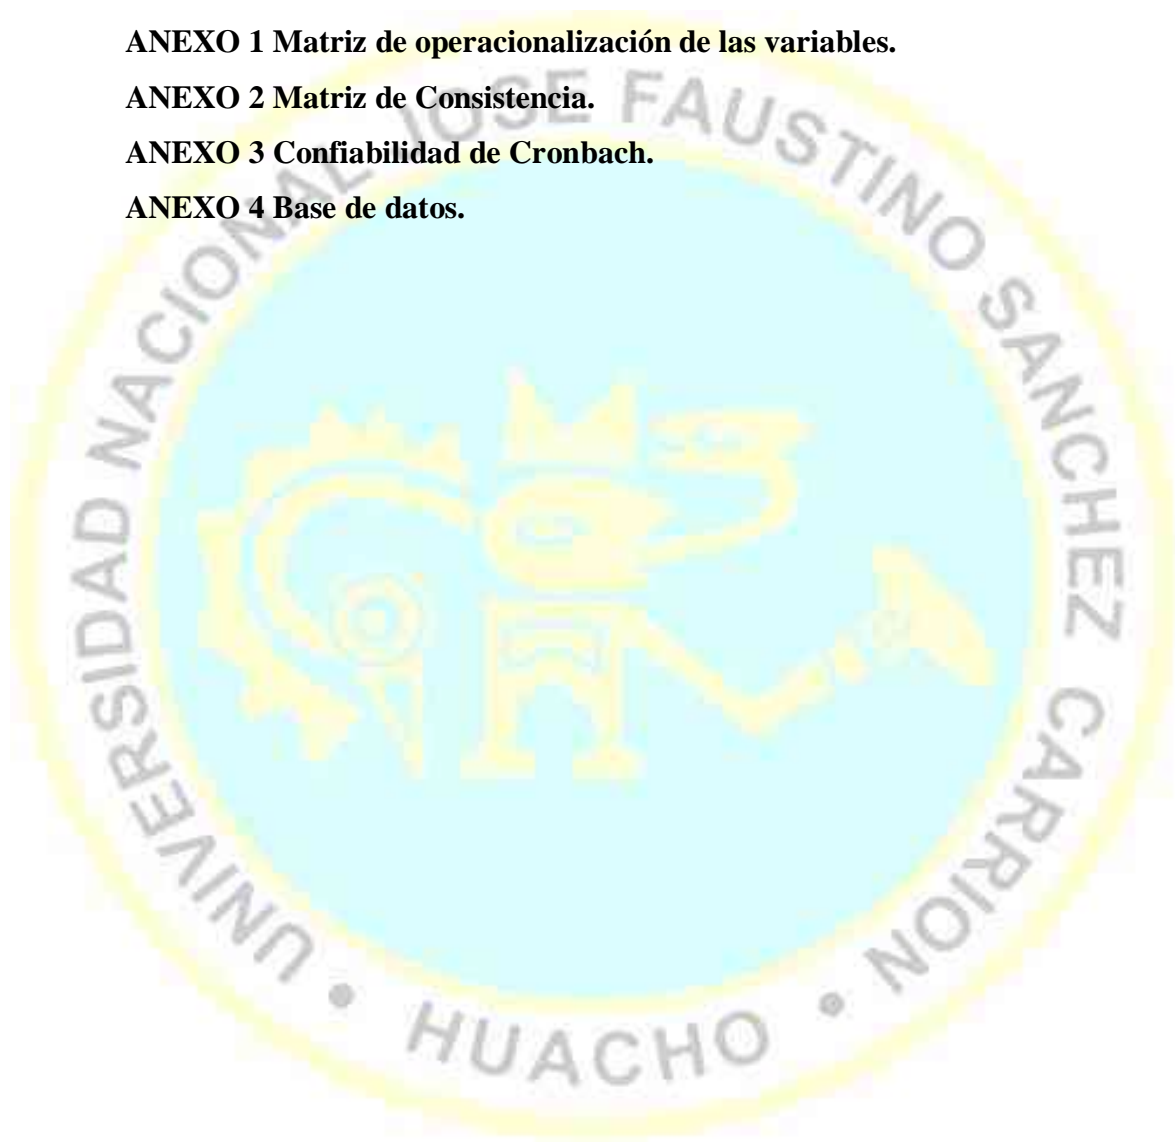 ANEXO 1 Matriz de operacionalización de las variables.
ANEXO 2 Matriz de Consistencia.
ANEXO 3 Confiabilidad de Cronbach.
ANEXO 4 Base de datos.
UNIVERSIDAD NACIONAL JOSE FAUSTINO SANCHEZ CARRION • HUACHO •